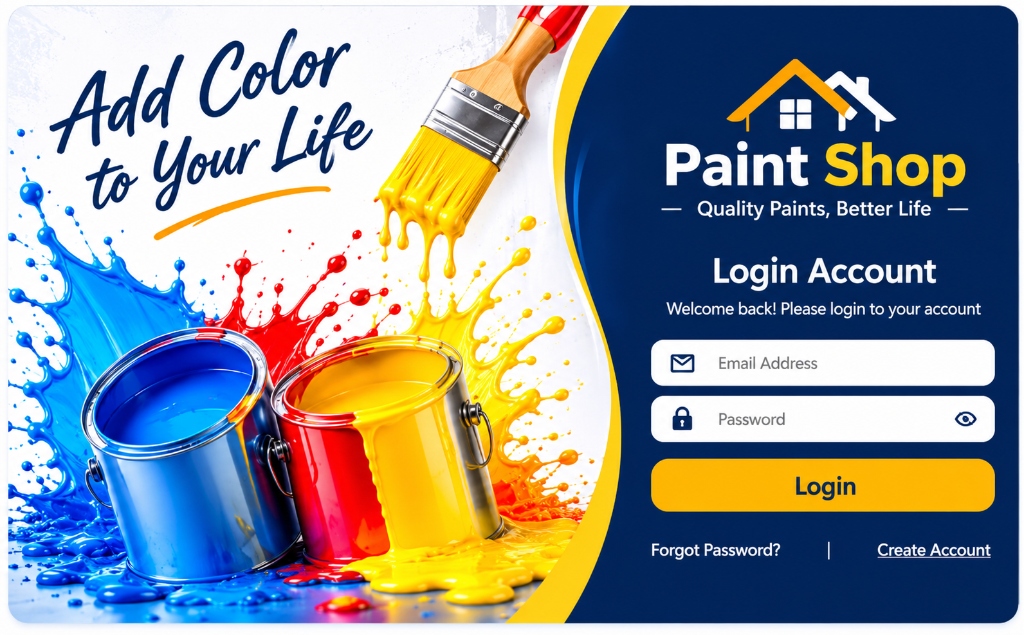 Add Color
to Your Life
Paint Shop
Quality Paints, Better Life
Login Account
Welcome back! Please login to your account
Email Address
Password
Login
Forgot Password? | Create Account